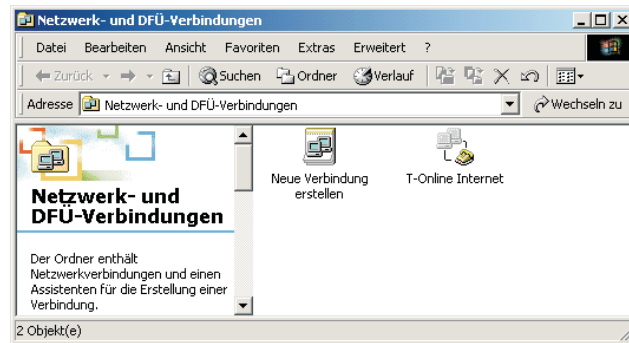 Netzwerk- und DFÜ-Verbindungen
Datei Bearbeiten Ansicht Favoriten Extras Erweitert ?
Zurück Suchen Ordner Verlauf
Adresse Netzwerk- und DFÜ-Verbindungen Wechseln zu
Netzwerk- und
DFÜ-Verbindungen
Der Ordner enthält
Netzwerkverbindungen und einen
Assistenten für die Erstellung einer
Verbindung.
Neue Verbindung
erstellen
T-Online Internet
2 Objekt(e)